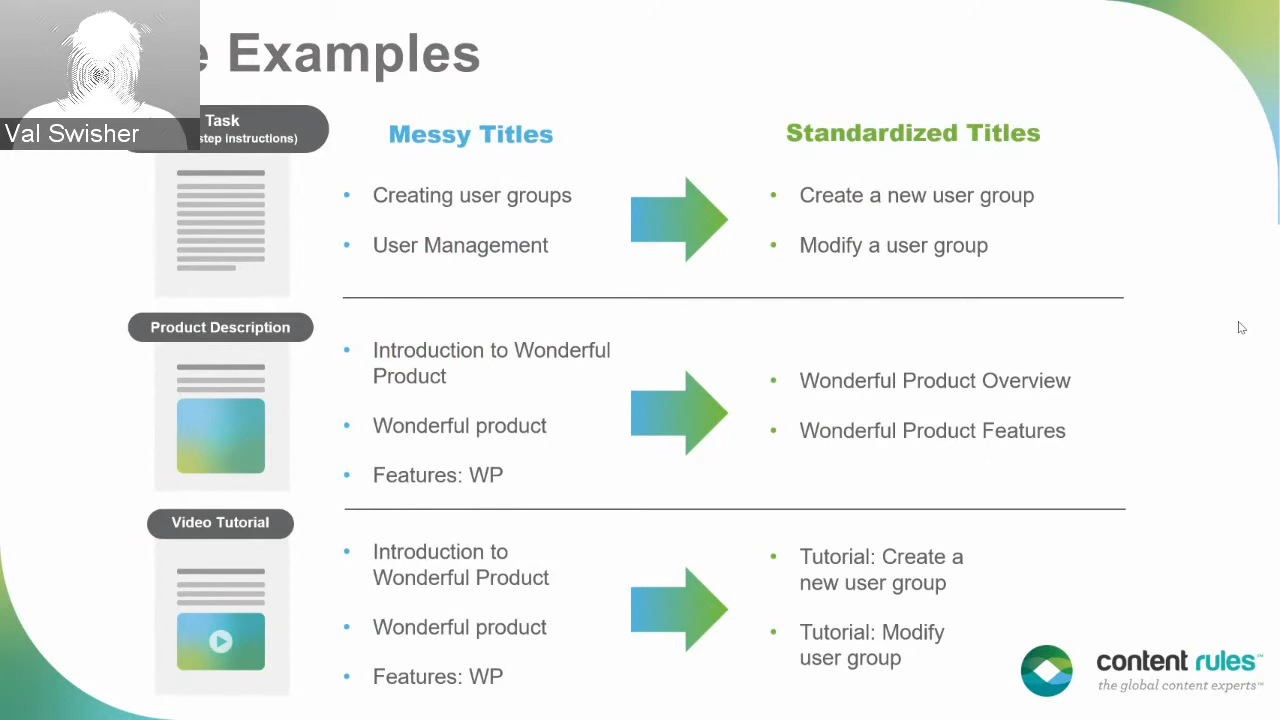 Examples
Val Swisher
Task
step instructions)
Messy Titles
Standardized Titles
• Creating user groups
• User Management
• Create a new user group
• Modify a user group
Product Description
• Introduction to Wonderful
Product
• Wonderful product
• Features: WP
• Wonderful Product Overview
• Wonderful Product Features
Video Tutorial
• Introduction to
Wonderful Product
• Wonderful product
• Features: WP
• Tutorial: Create a
new user group
• Tutorial: Modify
user group
content rules™
the global content experts™